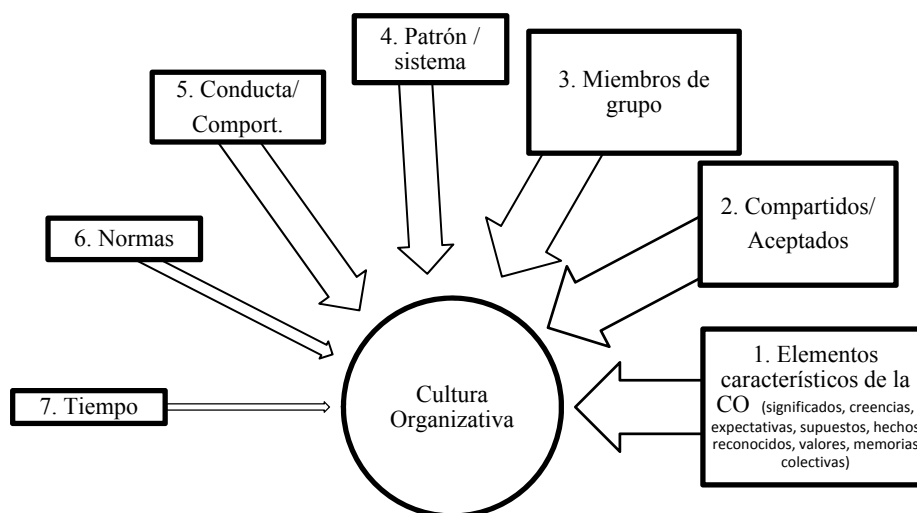 4. Patrón /
sistema
3. Miembros de
grupo
5. Conducta/
Comport.
2. Compartidos/
Aceptados
6. Normas
1. Elementos
característicos de la
CO (significados, creencias,
expectativas, supuestos, hechos
reconocidos, valores, memorias
colectivas)
7. Tiempo
Cultura
Organizativa